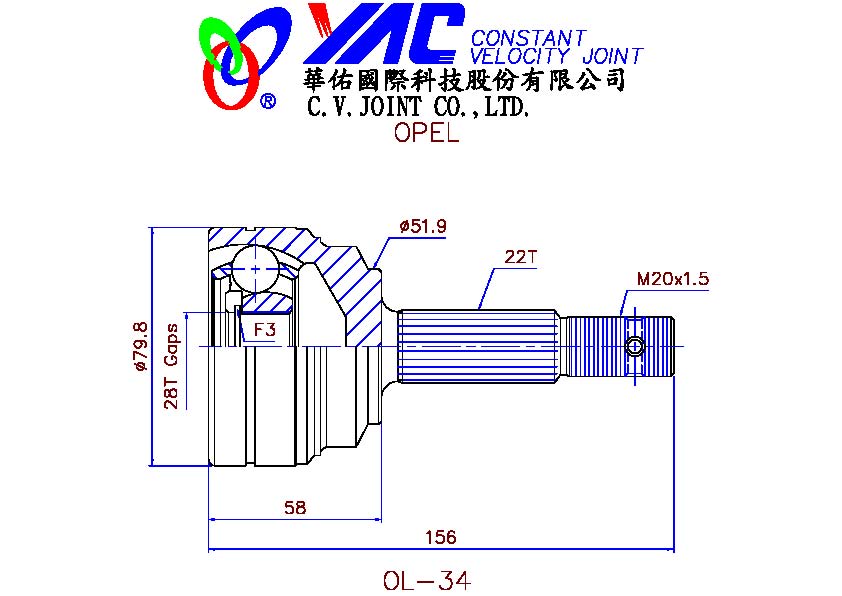 YAC CONSTANT
VELOCITY JOINT
華佑國際科技股份有限公司
®
C.V.JOINT CO.,LTD.
OPEL
ø51.9
22T
M20x1.5
F3
ø79.8
28T Gaps
58
156
OL-34